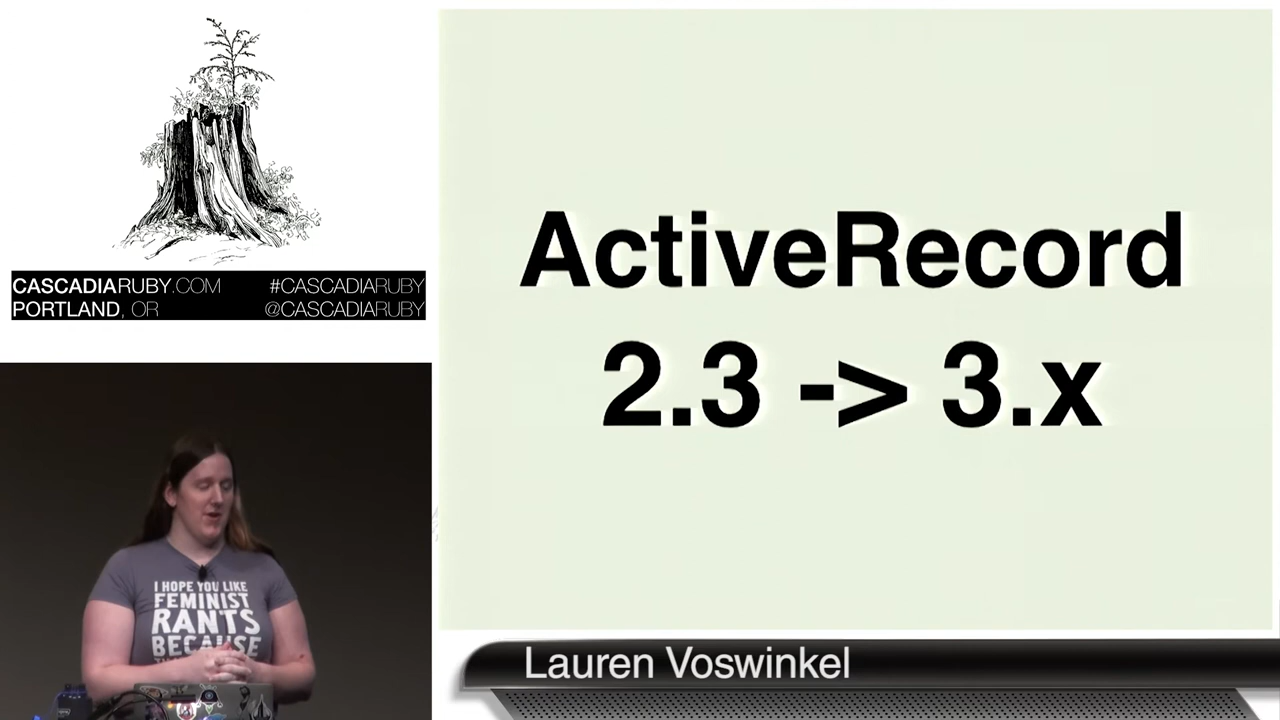 CASCADIARUBY.COM #CASCADIARUBY
PORTLAND, OR @CASCADIARUBY
ActiveRecord
2.3 -> 3.x
I HOPE YOU LIKE
FEMINIST
RANTS
BECAUSE
Lauren Voswinkel